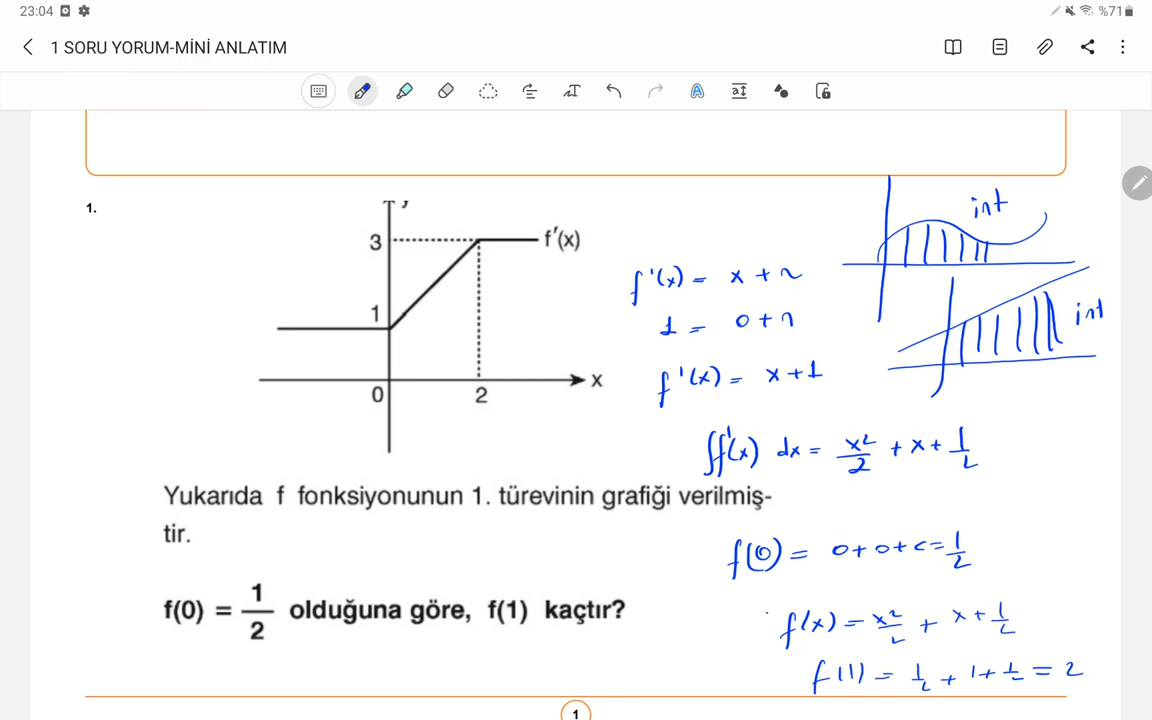 23:04 %71
1 SORU YORUM-MİNİ ANLATIM
1.
y
3
f'(x)
1
0
2
x
int
int
f'(x) = x + n
1 = 0 + n
f'(x) = x + 1
∫f'(x) dx = x²/2 + x + 1/2
Yukarıda f fonksiyonunun 1. türevinin grafiği verilmiş-
tir.
f(0) = 0 + 0 + c = 1/2
f(0) = 1/2 olduğuna göre, f(1) kaçtır?
f(x) = x²/2 + x + 1/2
f(1) = 1/2 + 1 + 1/2 = 2
1